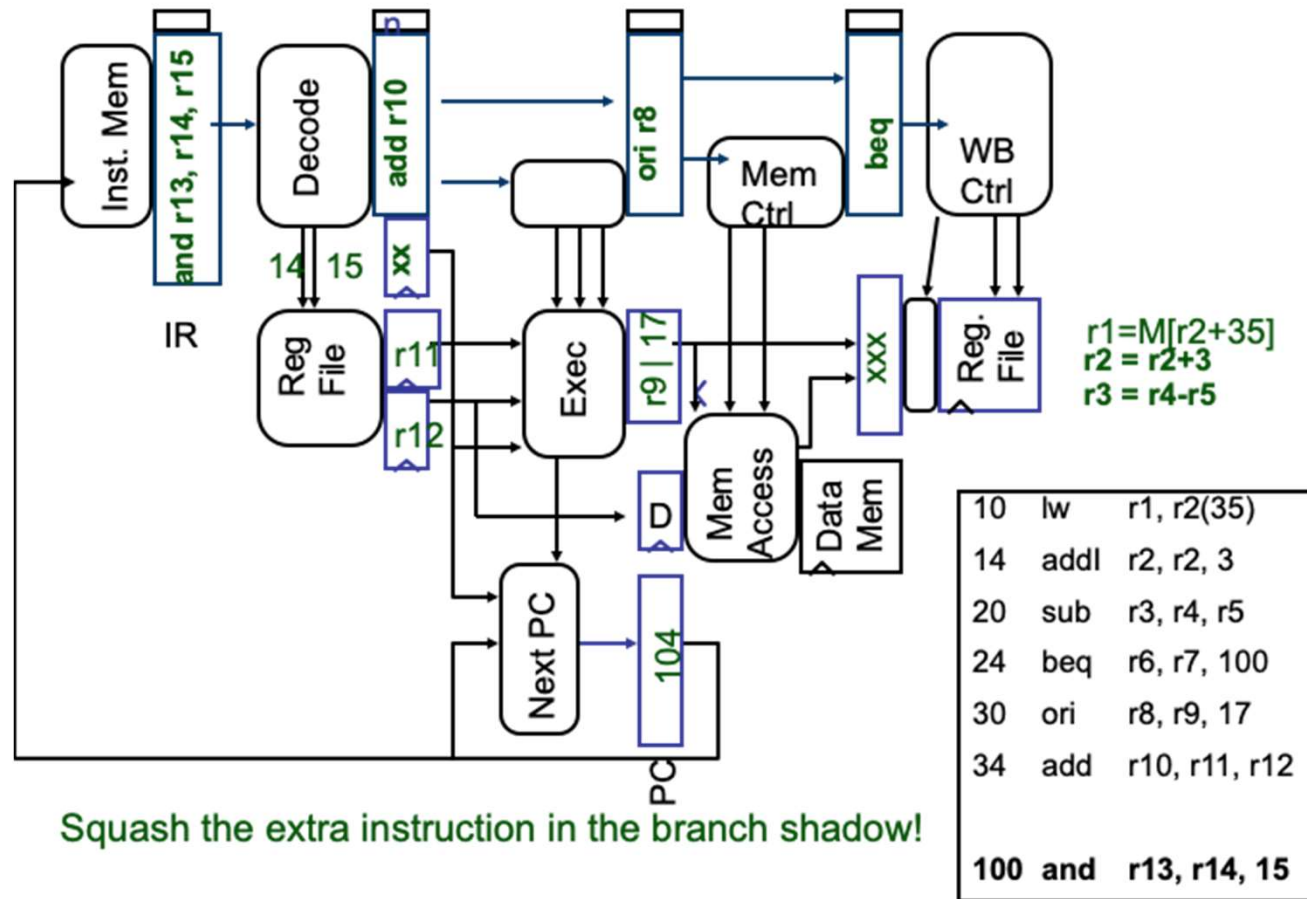 n
Inst. Mem
and r13, r14, r15
Decode
add r10
ori r8
Mem
Ctrl
beq
WB
Ctrl
14
15
xx
IR
Reg
File
r11
r12
Exec
r9 | 17
xxx
Reg.
File
r1=M[r2+35]
r2 = r2+3
r3 = r4-r5
D
Mem
Access
Data
Mem
Next PC
104
PC
10 lw r1, r2(35)
14 addI r2, r2, 3
20 sub r3, r4, r5
24 beq r6, r7, 100
30 ori r8, r9, 17
34 add r10, r11, r12
100 and r13, r14, 15
Squash the extra instruction in the branch shadow!